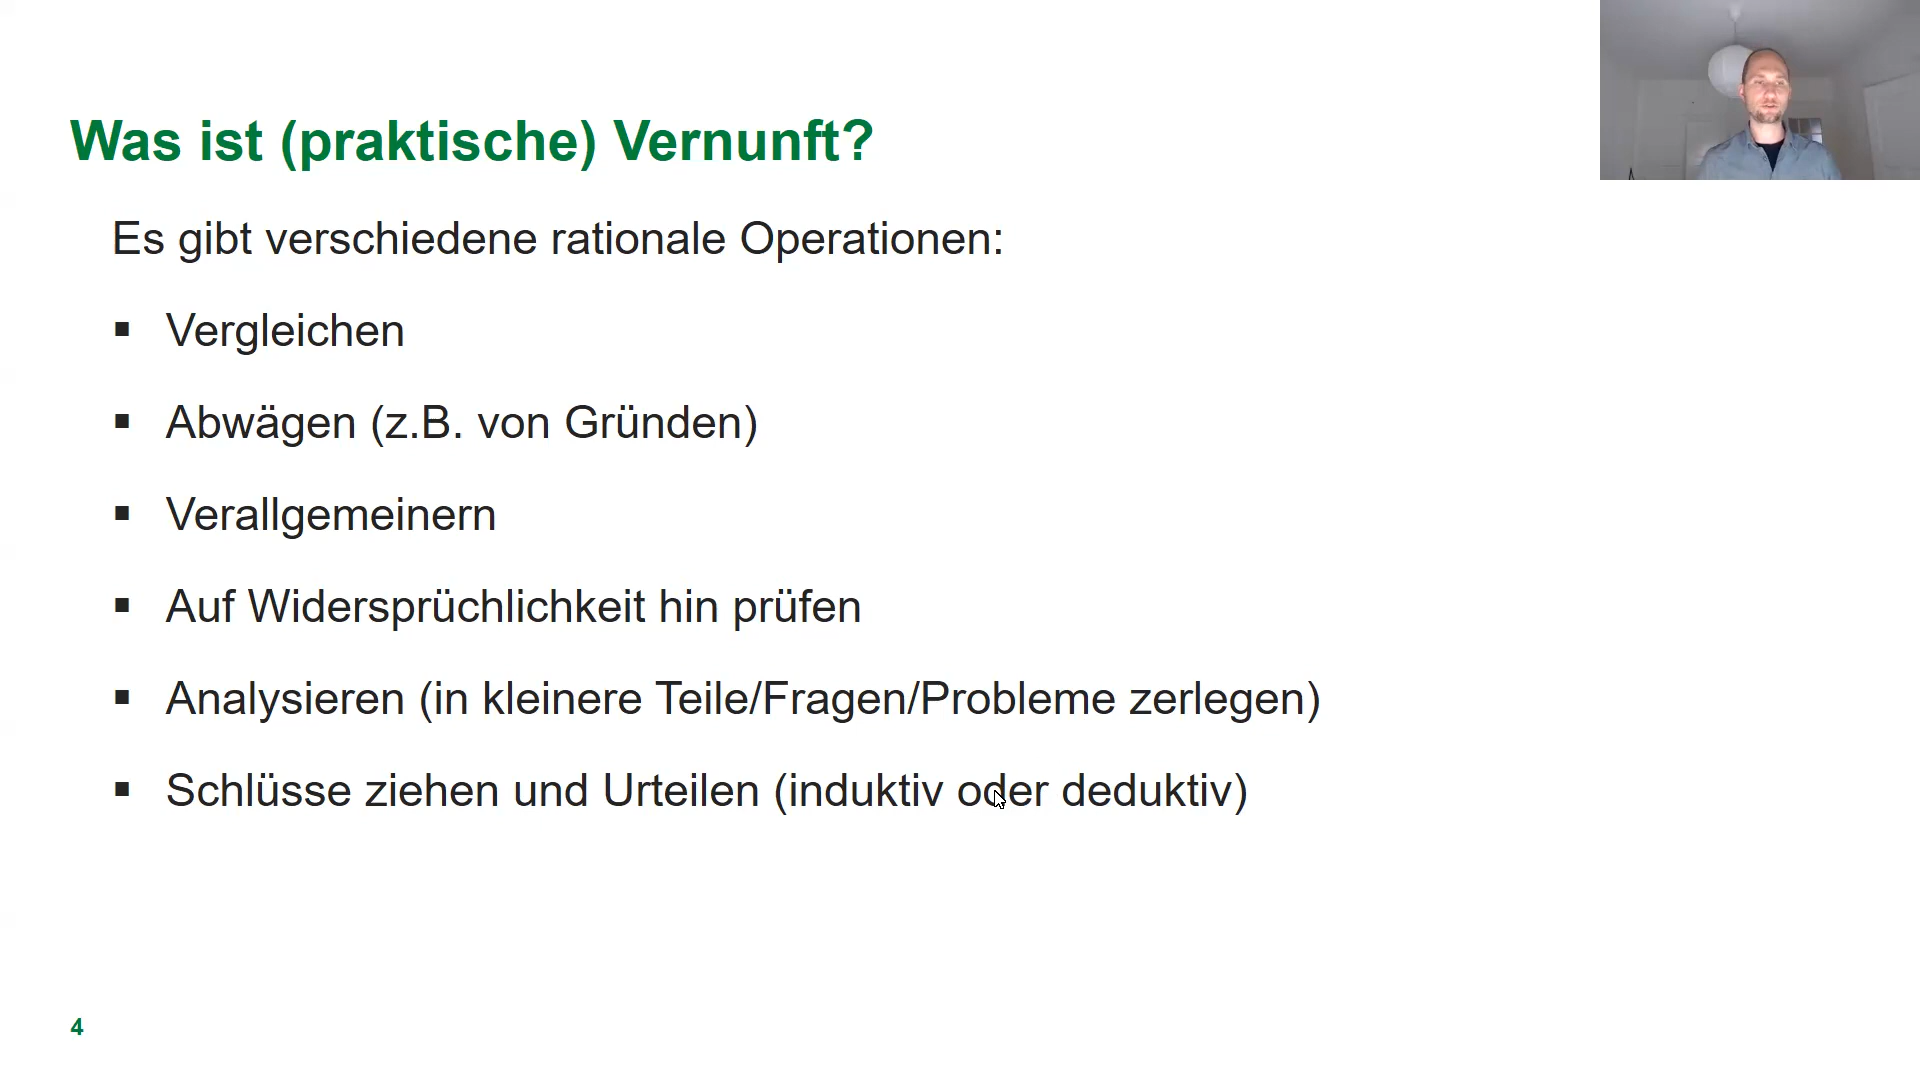 Was ist (praktische) Vernunft?
Es gibt verschiedene rationale Operationen:
▪ Vergleichen
▪ Abwägen (z.B. von Gründen)
▪ Verallgemeinern
▪ Auf Widersprüchlichkeit hin prüfen
▪ Analysieren (in kleinere Teile/Fragen/Probleme zerlegen)
▪ Schlüsse ziehen und Urteilen (induktiv oder deduktiv)
4